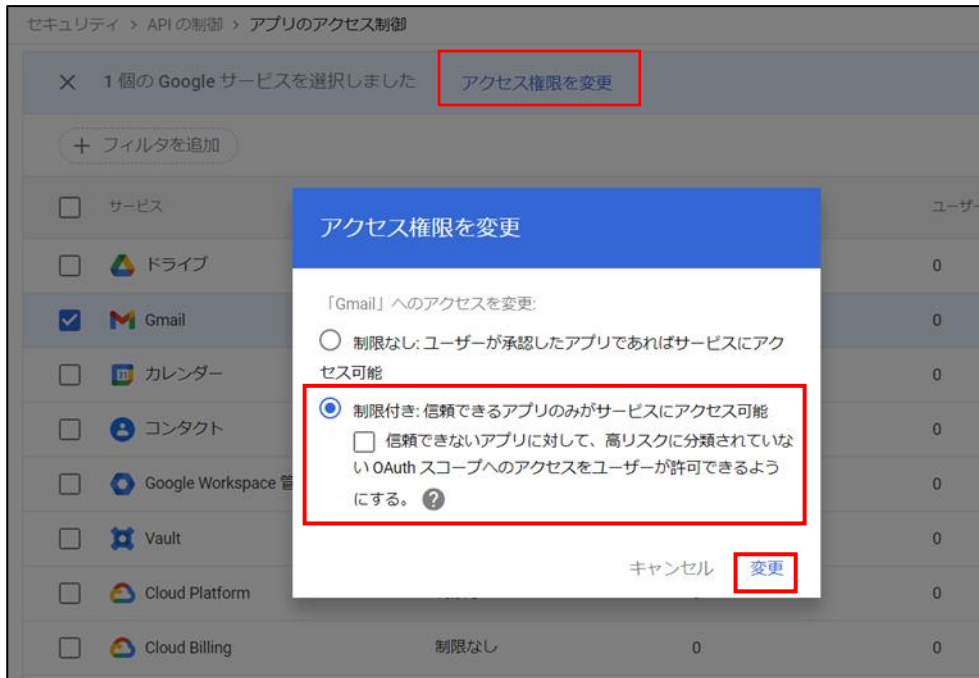 セキュリティ > API の制御 > アプリのアクセス制御
1 個の Google サービスを選択しました アクセス権限を変更
フィルタを追加
サービス
ユーザー
ドライブ 0
Gmail 0
カレンダー 0
コンタクト 0
Google Workspace 管 0
Vault 0
Cloud Platform 0
Cloud Billing 制限なし 0 0
アクセス権限を変更
「Gmail」へのアクセスを変更:
制限なし: ユーザーが承認したアプリであればサービスにアク
セス可能
制限付き: 信頼できるアプリのみがサービスにアクセス可能
信頼できないアプリに対して、高リスクに分類されていな
い OAuth スコープへのアクセスをユーザーが許可できるよう
にする。 ?
キャンセル 変更